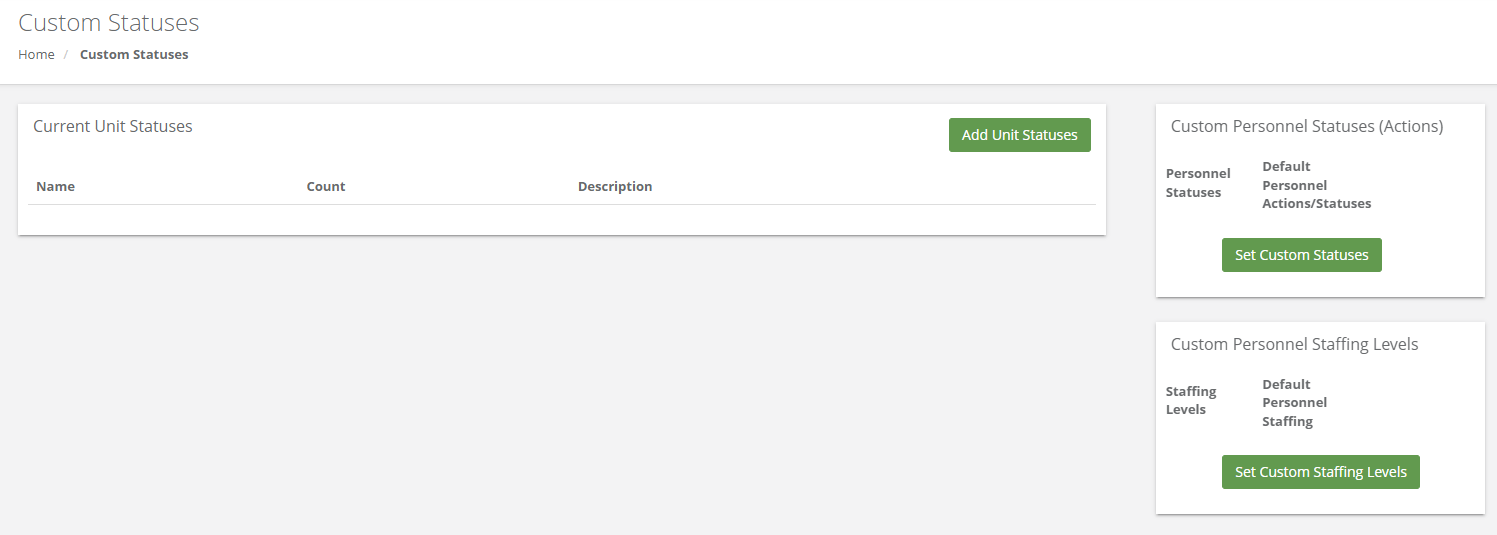 Custom Statuses
Home / Custom Statuses
Current Unit Statuses
Add Unit Statuses
Name Count Description
Custom Personnel Statuses (Actions)
Personnel
Statuses
Default
Personnel
Actions/Statuses
Set Custom Statuses
Custom Personnel Staffing Levels
Staffing
Levels
Default
Personnel
Staffing
Set Custom Staffing Levels